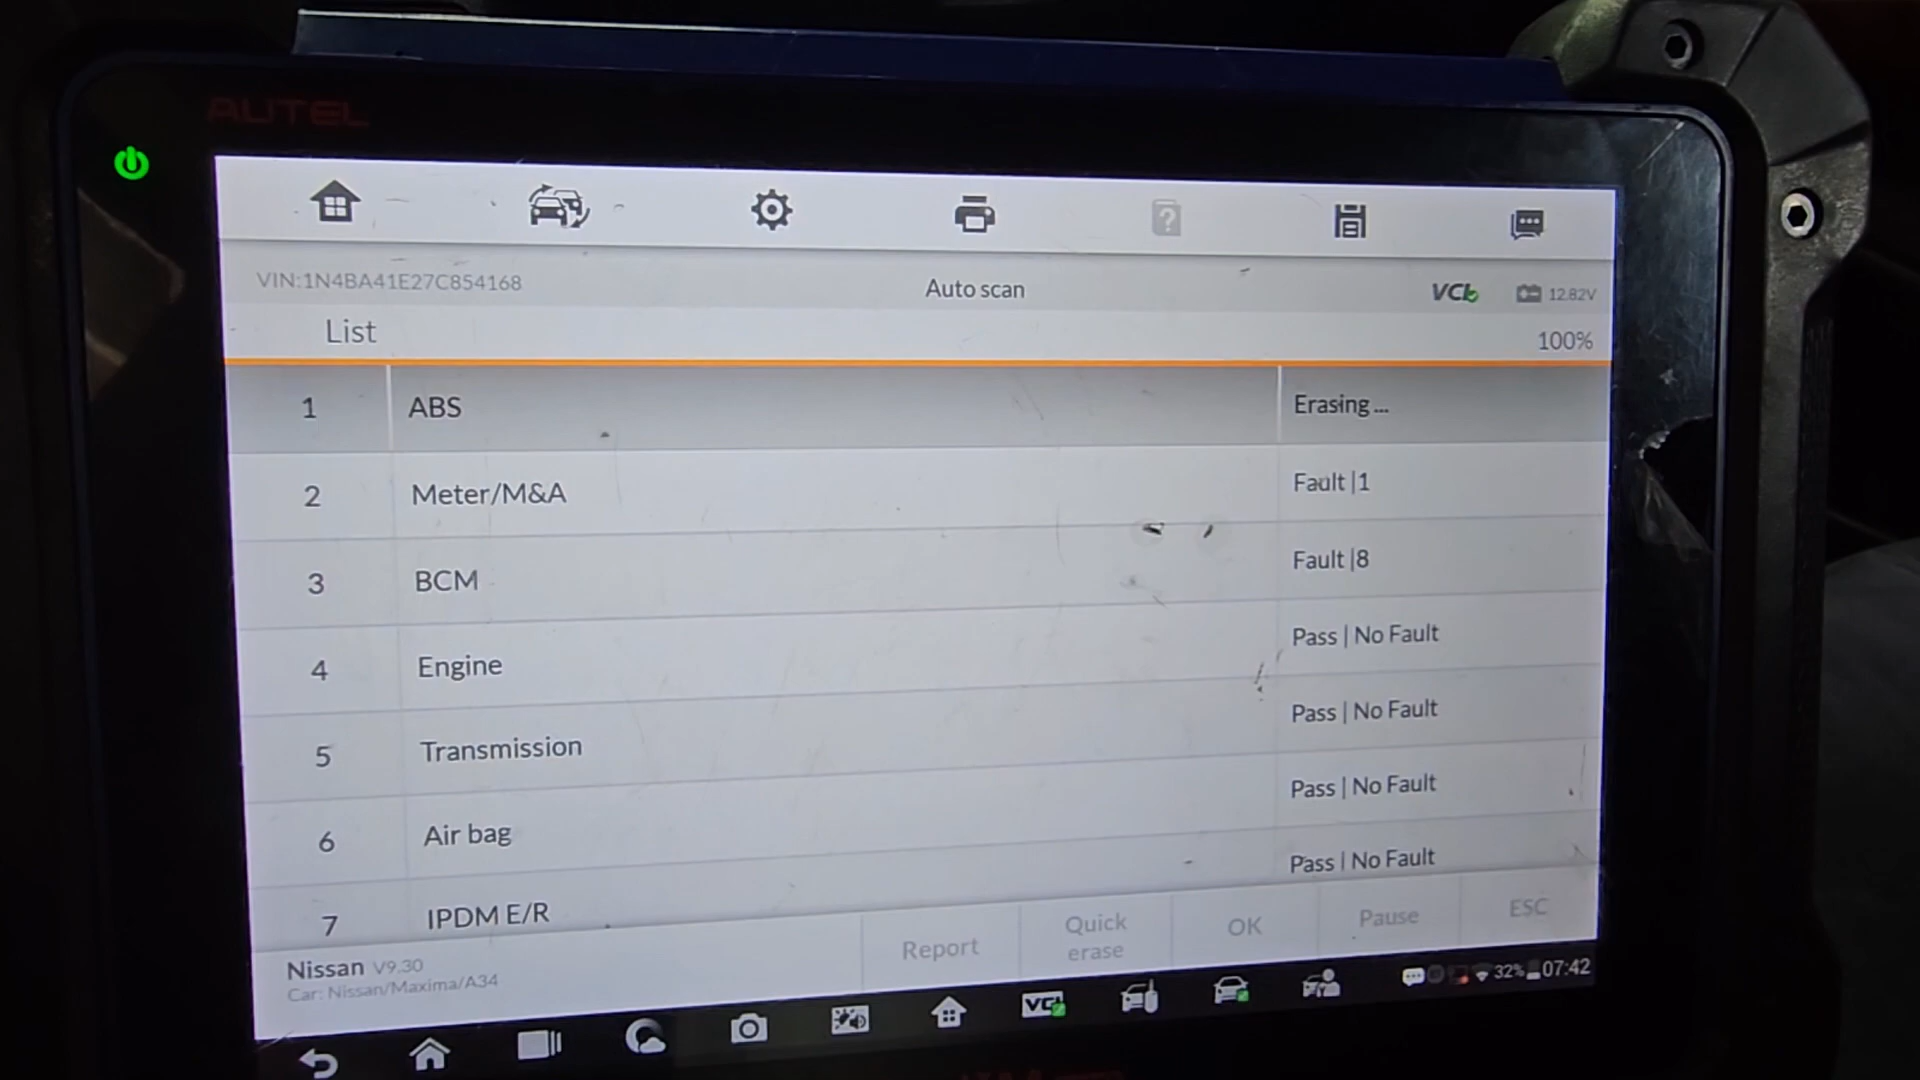 AUTEL
VIN:1N4BA41E27C854168
Auto scan
VCI
12.82V
List
100%
1 ABS Erasing ...
2 Meter/M&A Fault |1
3 BCM Fault |8
4 Engine Pass | No Fault
5 Transmission Pass | No Fault
6 Air bag Pass | No Fault
7 IPDM E/R Pass | No Fault
Report
Quick erase
OK
Pause
ESC
Nissan V9.30
Car: Nissan/Maxima/A34
VCI
32%
07:42